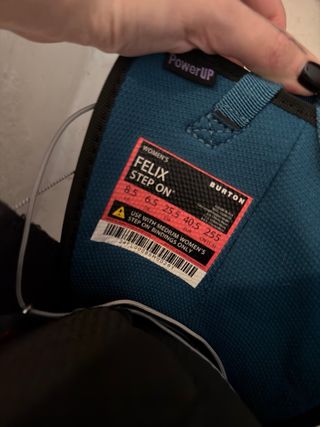 PowerUP
WOMEN'S
FELIX
STEP ON™
BURTON
8.5 6.5 25.5 40.5 255
USE WITH MEDIUM WOMEN'S
STEP ON BINDINGS ONLY